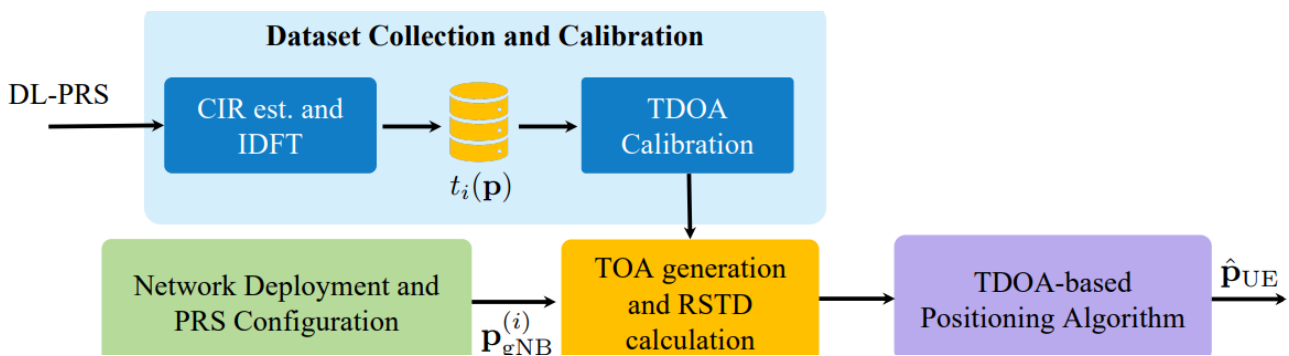 Dataset Collection and Calibration
DL-PRS
CIR est. and
IDFT
t_i(𝐩)
TDOA
Calibration
Network Deployment and
PRS Configuration
𝐩_gNB^(i)
TOA generation
and RSTD
calculation
TDOA-based
Positioning Algorithm
𝐩̂_UE